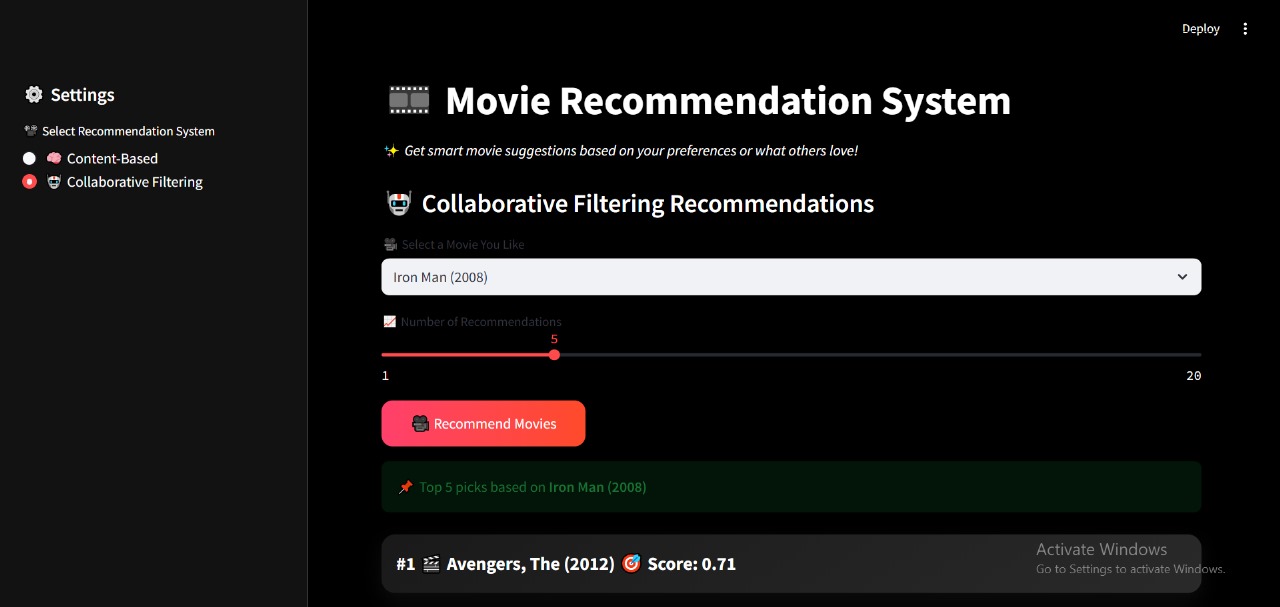 Deploy
⚙️ Settings
🎥 Select Recommendation System
🧠 Content-Based
🤖 Collaborative Filtering
🎞️ Movie Recommendation System
✨ Get smart movie suggestions based on your preferences or what others love!
🤖 Collaborative Filtering Recommendations
🎥 Select a Movie You Like
Iron Man (2008)
📈 Number of Recommendations
5
1
20
🎥 Recommend Movies
📌 Top 5 picks based on Iron Man (2008)
#1 🎬 Avengers, The (2012) 🎯 Score: 0.71
Activate Windows
Go to Settings to activate Windows.